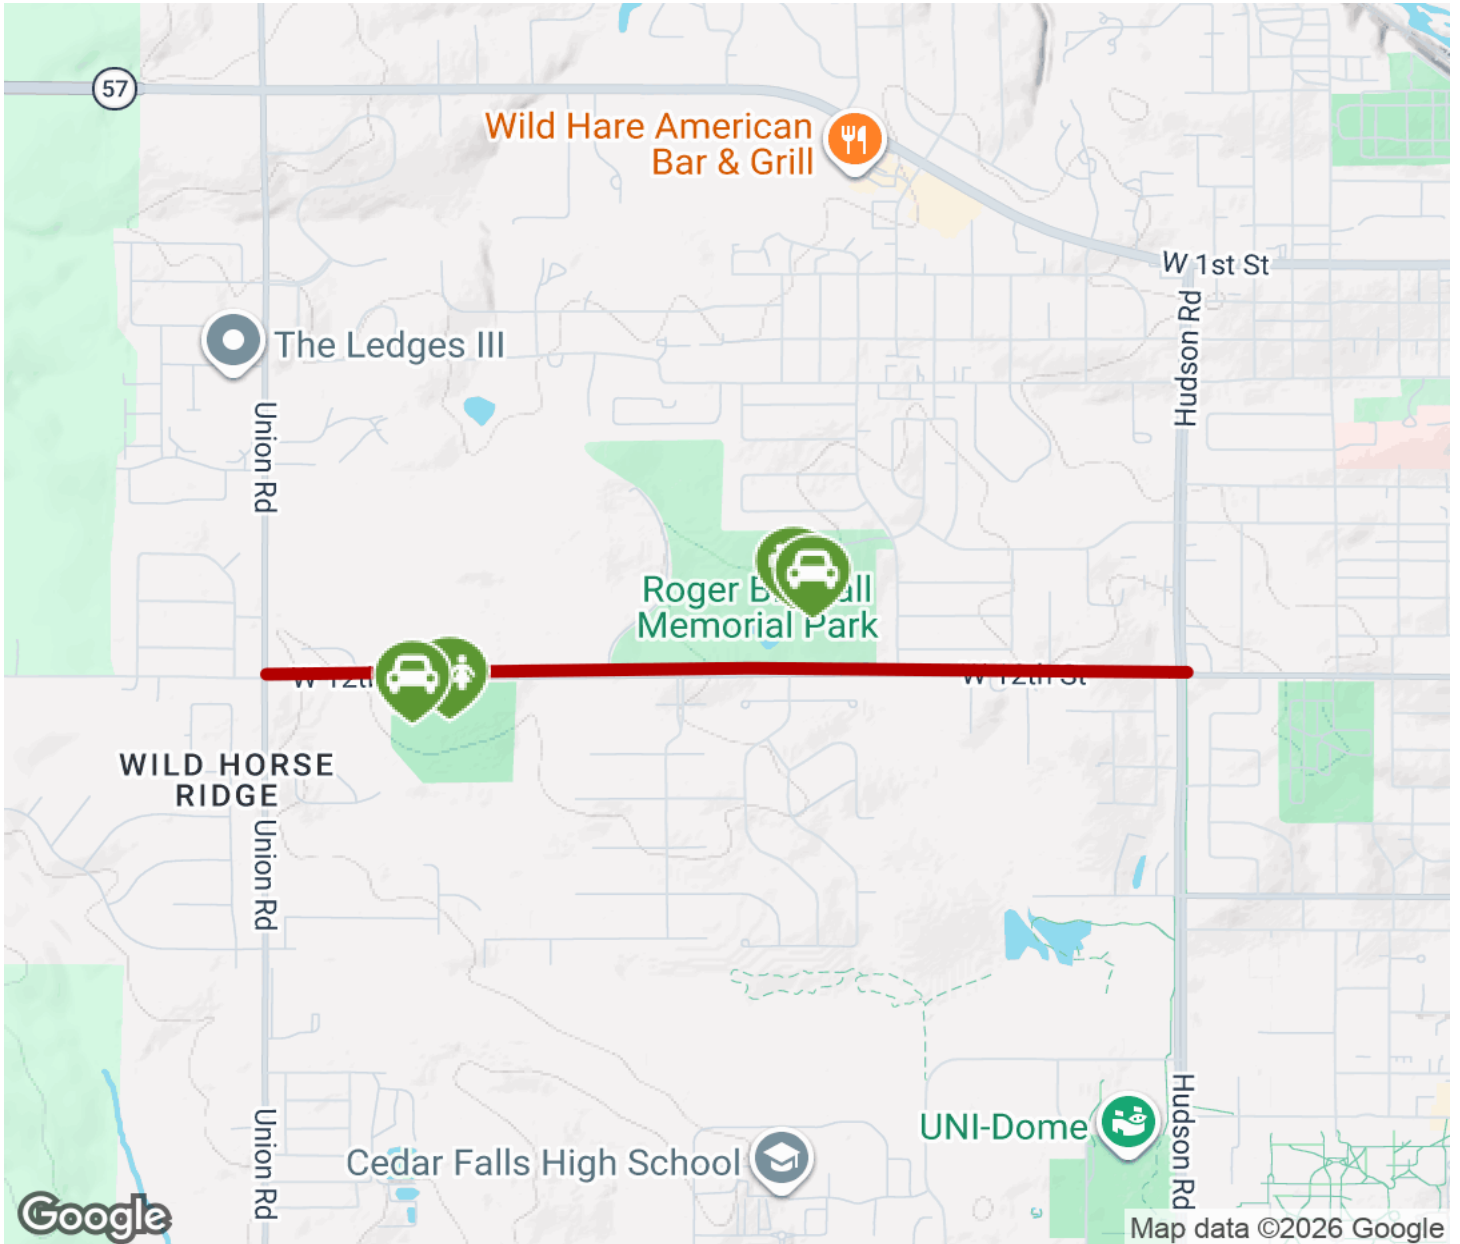 57
Wild Hare American
Bar & Grill
W 1st St
Hudson Rd
The Ledges III
Union Rd
Roger
Memorial Park
W 12th St
WILD HORSE
RIDGE
Union Rd
UNI-Dome
Hudson Rd
Union Rd
Cedar Falls High School
Google
Map data ©2026 Google